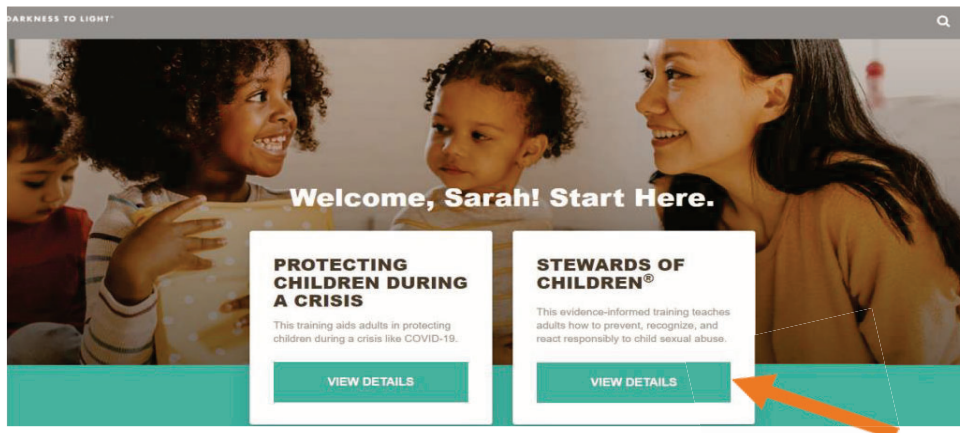 DARKNESS TO LIGHT™
Welcome, Sarah! Start Here.
PROTECTING
CHILDREN DURING
A CRISIS
This training aids adults in protecting
children during a crisis like COVID-19.
VIEW DETAILS
STEWARDS OF
CHILDREN®
This evidence-informed training teaches
adults how to prevent, recognize, and
react responsibly to child sexual abuse.
VIEW DETAILS